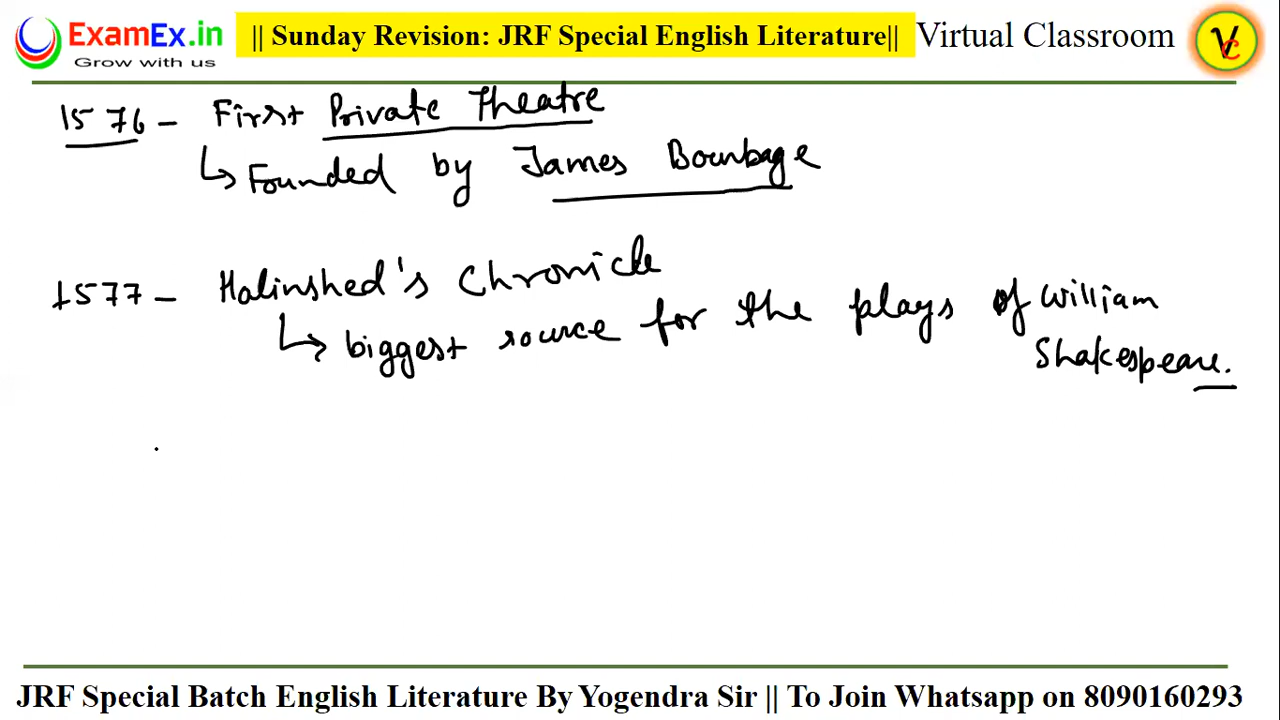 ExamEx.in
Grow with us
|| Sunday Revision: JRF Special English Literature||
Virtual Classroom
VC
1576 - First Private Theatre
↳ Founded by James Bourbage
1577 - Holinshed's Chronicle
↳ biggest source for the plays of William
Shakespeare.
JRF Special Batch English Literature By Yogendra Sir || To Join Whatsapp on 8090160293